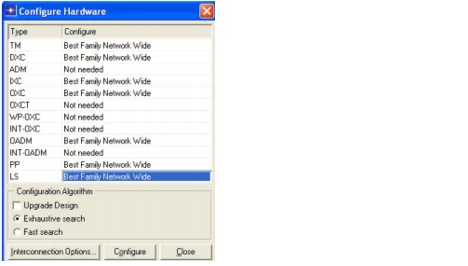 Configure Hardware
Type Configure
TM Best Family Network Wide
DXC Best Family Network Wide
ADM Not needed
IXC Best Family Network Wide
OXC Best Family Network Wide
OXCT Not needed
WP-OXC Not needed
INT-OXC Not needed
OADM Best Family Network Wide
INT-OADM Not needed
PP Best Family Network Wide
LS Best Family Network Wide
Configuration Algorithm
Upgrade Design
Exhaustive search
Fast search
Interconnection Options... Configure Close